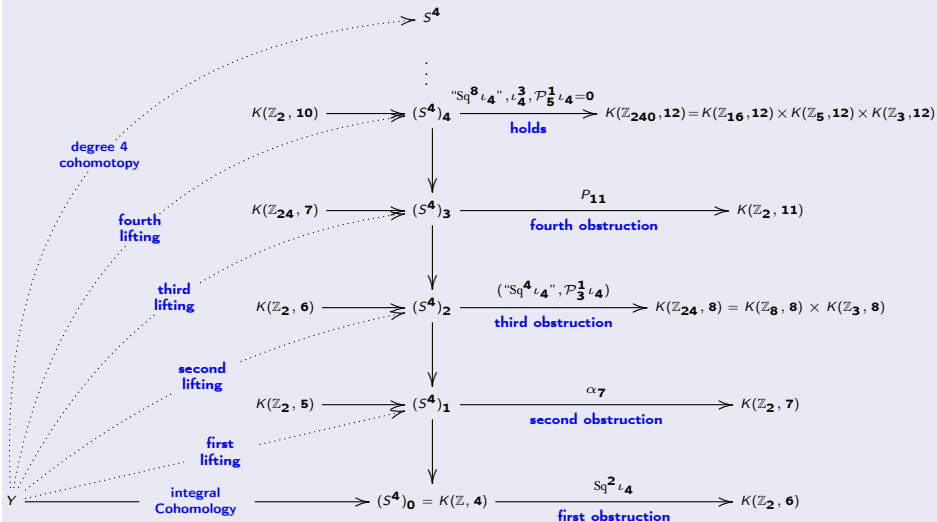 S⁴
⋮
"Sq⁸ι₄", ι₄³, 𝒫₅¹ι₄=0
K(ℤ₂, 10) (S⁴)₄ K(ℤ₂₄₀, 12) = K(ℤ₁₆, 12) × K(ℤ₅, 12) × K(ℤ₃, 12)
holds
degree 4
cohomotopy
P₁₁
K(ℤ₂₄, 7) (S⁴)₃ K(ℤ₂, 11)
fourth obstruction
fourth
lifting
("Sq⁴ι₄", 𝒫₃¹ι₄)
third
lifting
K(ℤ₂, 6) (S⁴)₂ K(ℤ₂₄, 8) = K(ℤ₈, 8) × K(ℤ₃, 8)
third obstruction
second
lifting
α₇
K(ℤ₂, 5) (S⁴)₁ K(ℤ₂, 7)
second obstruction
first
lifting
integral
Cohomology
Sq²ι₄
Y (S⁴)₀ = K(ℤ, 4) K(ℤ₂, 6)
first obstruction